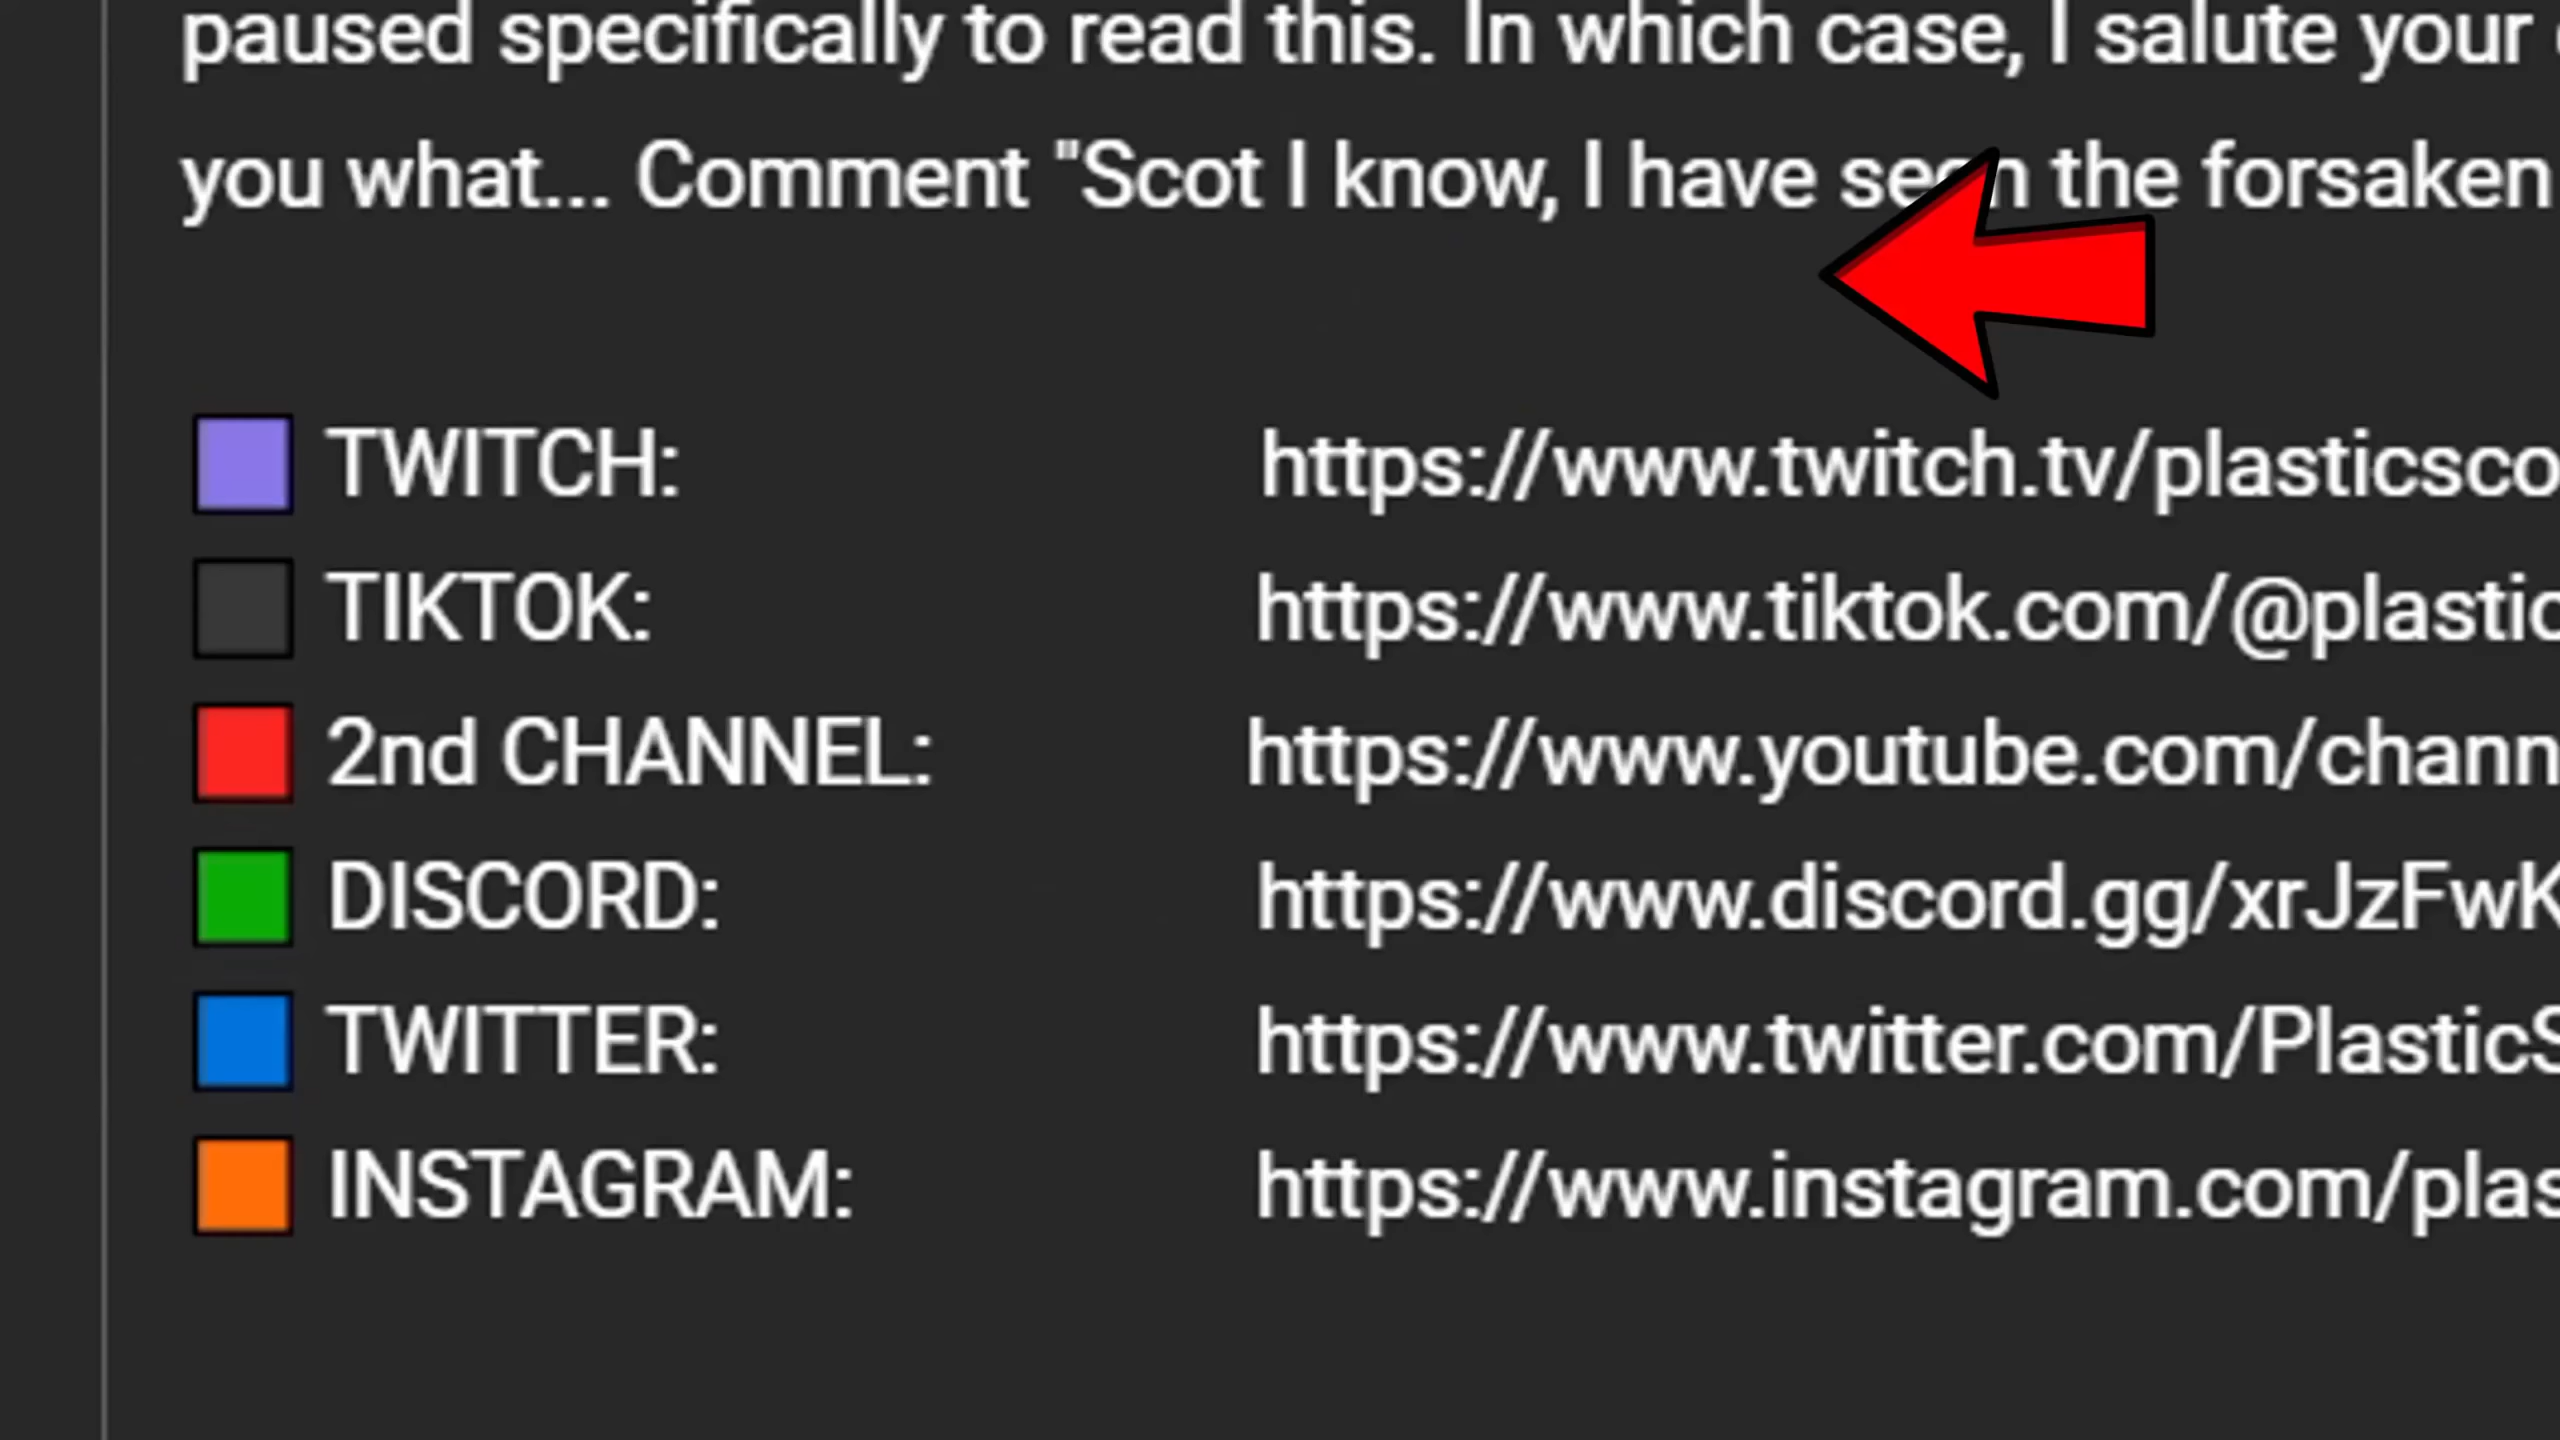 paused specifically to read this. In which case, I salute your
you what... Comment "Scot I know, I have seen the forsaken
TWITCH: https://www.twitch.tv/plasticsco
TIKTOK: https://www.tiktok.com/@plastic
2nd CHANNEL: https://www.youtube.com/chann
DISCORD: https://www.discord.gg/xrJzFwK
TWITTER: https://www.twitter.com/PlasticS
INSTAGRAM: https://www.instagram.com/plas